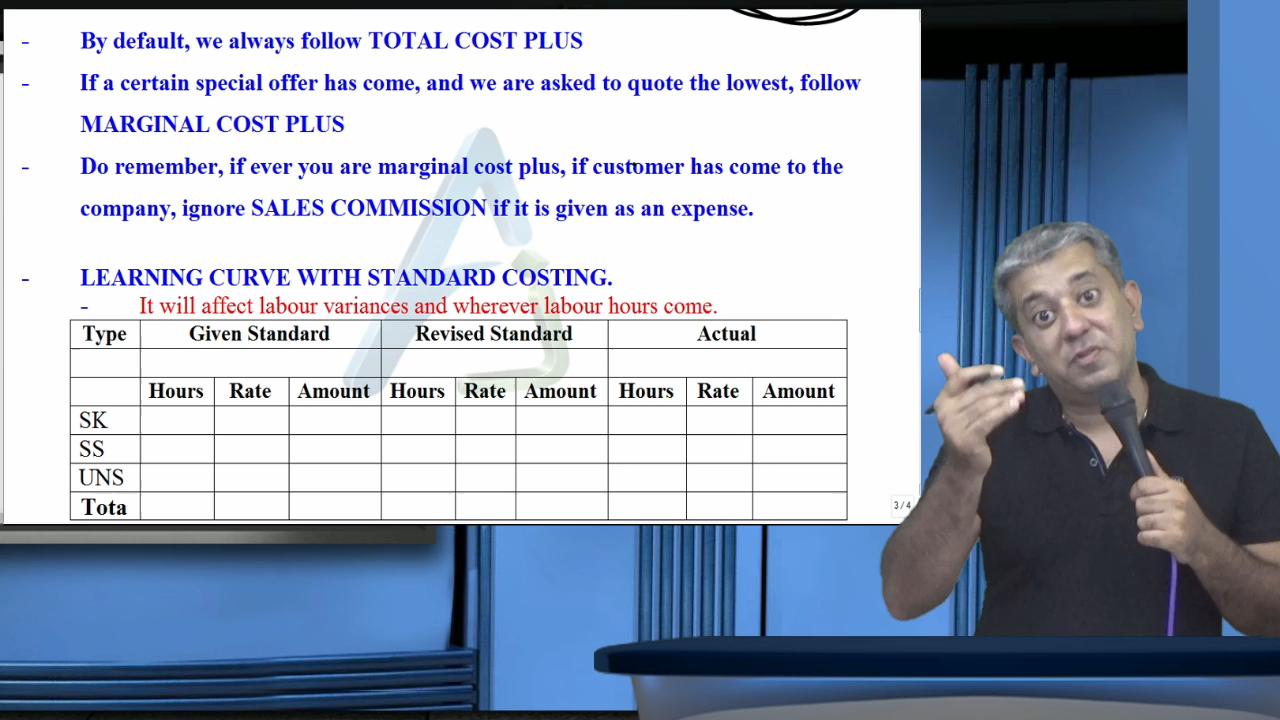 - By default, we always follow TOTAL COST PLUS
- If a certain special offer has come, and we are asked to quote the lowest, follow
MARGINAL COST PLUS
- Do remember, if ever you are marginal cost plus, if customer has come to the
company, ignore SALES COMMISSION if it is given as an expense.
- LEARNING CURVE WITH STANDARD COSTING.
- It will affect labour variances and wherever labour hours come.
Type Given Standard Revised Standard Actual
Hours Rate Amount Hours Rate Amount Hours Rate Amount
SK
SS
UNS
Tota
3/4